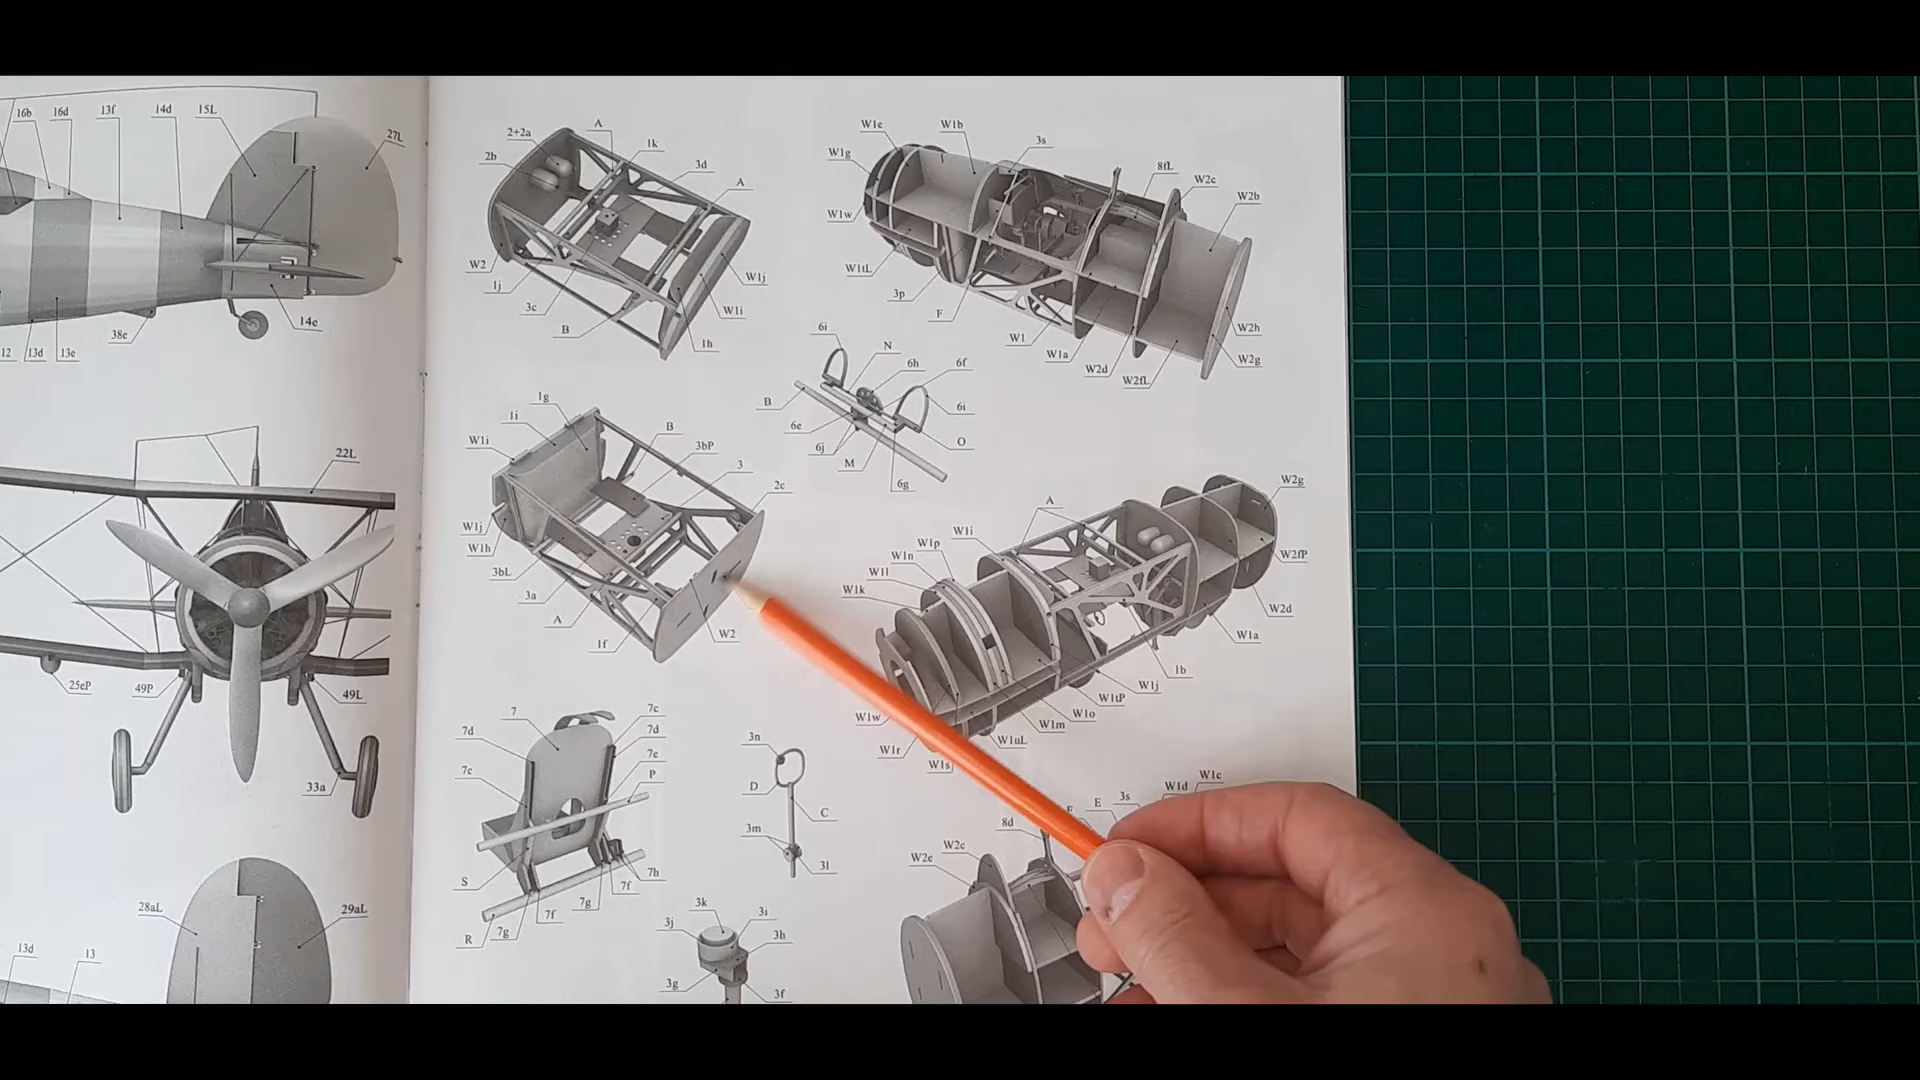 16b
16d
13f
14d
15L
27L
12
13d
13e
38e
14e
22L
25eP
49P
49L
33a
28aL
29aL
13d
13
2+2a
A
1k
2b
3d
A
W2
1j
3c
B
W1j
W1i
1h
W1e
W1b
3s
W1g
8fL
W2c
W2b
W1w
W1tL
3p
F
W1
W1a
W2d
W2fL
W2h
W2g
6i
N
6h
6f
B
6i
6e
6j
M
O
6g
1g
1i
W1i
B
3bP
3
2c
W1j
W1h
3bL
3a
A
1f
W2
A
W2g
W1i
W1p
W1n
W1l
W1k
W2fP
W2d
W1a
1b
W1j
W1tP
W1o
W1m
W1uL
W1w
W1r
W1s
7
7c
7d
7d
7e
7c
P
S
7h
7f
7g
7f
7g
R
3n
D
C
3m
3l
3k
3j
3i
3h
3g
3f
W1c
W1d
3s
E
8d
W2c
W2e